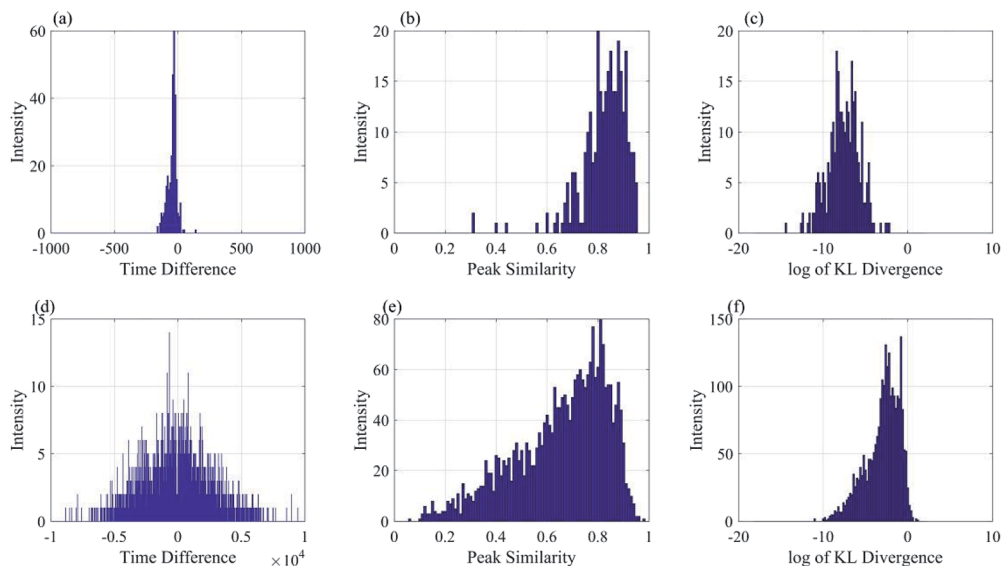 (a)
60
40
20
0
Intensity
-1000 -500 0 500 1000
Time Difference
(b)
20
15
10
5
0
Intensity
0 0.2 0.4 0.6 0.8 1
Peak Similarity
(c)
20
15
10
5
0
Intensity
-20 -10 0 10
log of KL Divergence
(d)
15
10
5
0
Intensity
-1 -0.5 0 0.5 1
Time Difference
×10⁴
(e)
80
60
40
20
0
Intensity
0 0.2 0.4 0.6 0.8 1
Peak Similarity
(f)
150
100
50
0
Intensity
-20 -10 0 10
log of KL Divergence